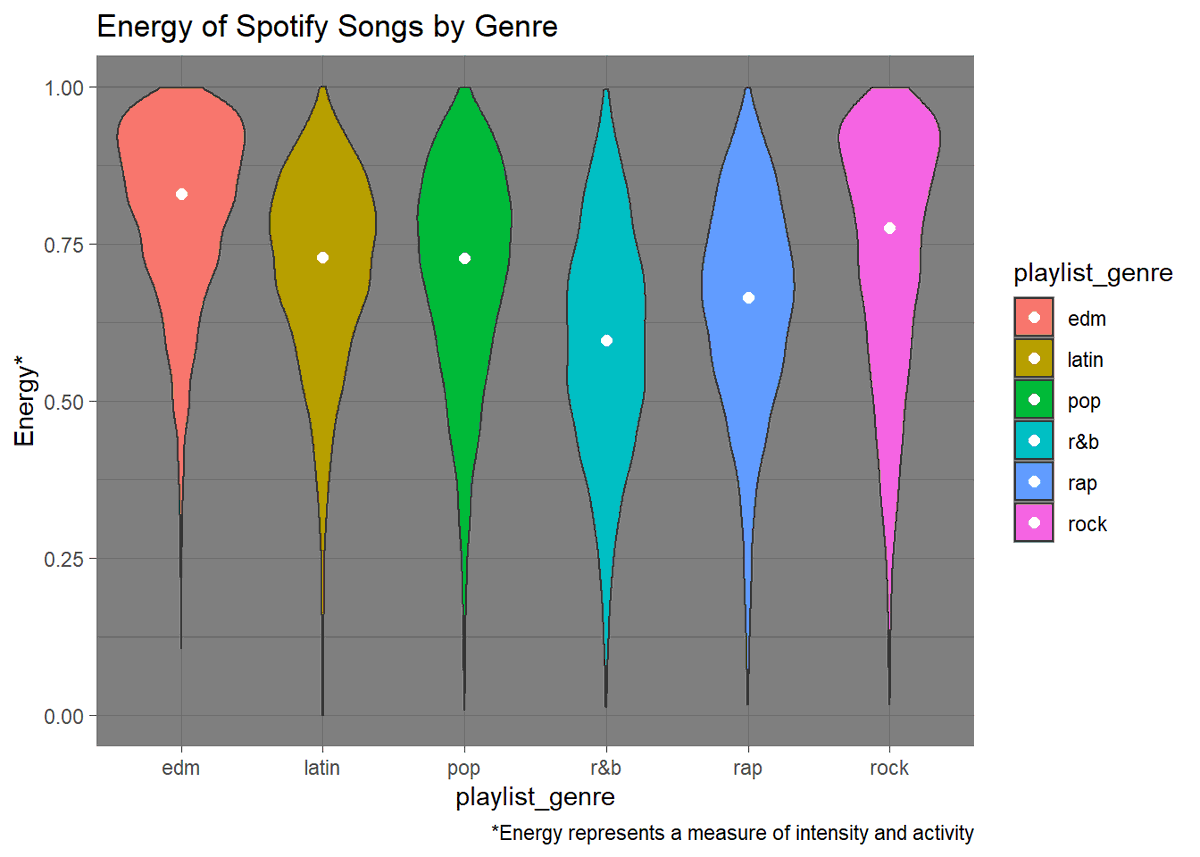 Energy of Spotify Songs by Genre
Energy*
1.00
0.75
0.50
0.25
0.00
edm latin pop r&b rap rock
playlist_genre
*Energy represents a measure of intensity and activity
playlist_genre
edm
latin
pop
r&b
rap
rock